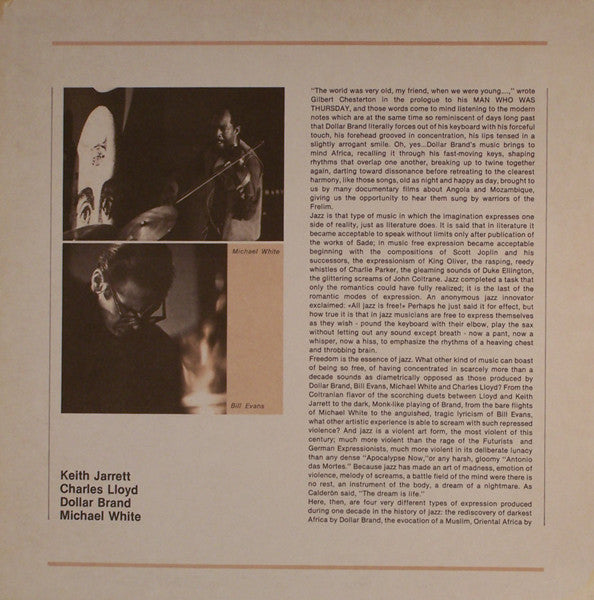 Michael White
Bill Evans
Keith Jarrett
Charles Lloyd
Dollar Brand
Michael White
"The world was very old, my friend, when we were young....," wrote
Gilbert Chesterton in the prologue to his MAN WHO WAS
THURSDAY, and those words come to mind listening to the modern
notes which are at the same time so reminiscent of days long past
that Dollar Brand literally forces out of his keyboard with his forceful
touch, his forehead grooved in concentration, his lips tensed in a
slightly arrogant smile. Oh, yes...Dollar Brand's music brings to
mind Africa, recalling it through his fast-moving keys, shaping
rhythms that overlap one another, breaking up to twine together
again, darting toward dissonance before retreating to the clearest
harmony, like those songs, old as night and happy as day, brought to
us by many documentary films about Angola and Mozambique,
giving us the opportunity to hear them sung by warriors of the
Frelim.
Jazz is that type of music in which the imagination expresses one
side of reality, just as literature does. It is said that in literature it
became acceptable to speak without limits only after publication of
the works of Sade; in music free expression became acceptable
beginning with the compositions of Scott Joplin and his
successors, the expressionism of King Oliver, the rasping, reedy
whistles of Charlie Parker, the gleaming sounds of Duke Ellington,
the glittering screams of John Coltrane. Jazz completed a task that
only the romantics could have fully realized; it is the last of the
romantic modes of expression. An anonymous jazz innovator
exclaimed: «All jazz is free!» Perhaps he just said it for effect, but
how true it is that in jazz musicians are free to express themselves
as they wish - pound the keyboard with their elbow, play the sax
without letting out any sound except breath - now a pant, now a
whisper, now a hiss, to emphasize the rhythms of a heaving chest
and throbbing brain.
Freedom is the essence of jazz. What other kind of music can boast
of being so free, of having concentrated in scarcely more than a
decade sounds as diametrically opposed as those produced by
Dollar Brand, Bill Evans, Michael White and Charles Lloyd? From the
Coltranian flavor of the scorching duets between Lloyd and Keith
Jarrett to the dark, Monk-like playing of Brand, from the bare flights
of Michael White to the anguished, tragic lyricism of Bill Evans,
what other artistic experience is able to scream with such repressed
violence? And jazz is a violent art form, the most violent of this
century; much more violent than the rage of the Futurists and
German Expressionists, much more violent in its deliberate lunacy
than any dense "Apocalypse Now,"or any harsh, gloomy "Antonio
das Mortes." Because jazz has made an art of madness, emotion of
violence, melody of screams, a battle field of the mind were there is
no rest, an instrument of the body, a dream of a nightmare. As
Calderòn said, "The dream is life."
Here, then, are four very different types of expression produced
during one decade in the history of jazz: the rediscovery of darkest
Africa by Dollar Brand, the evocation of a Muslim, Oriental Africa by